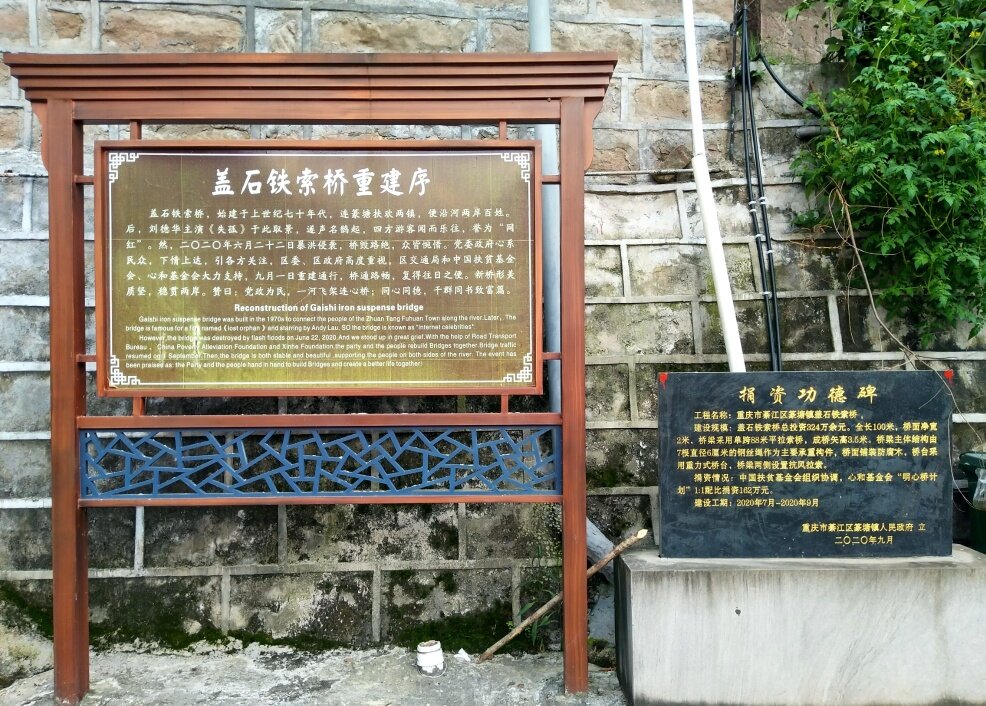 盖石铁索桥重建序
盖石铁索桥，始建于上世纪七十年代，连篆塘扶欢两镇，便沿河两岸百姓。
后，刘德华主演《失孤》于此取景，遂声名鹊起，四方游客闻而乐往，誉为“网
红”。然，二〇二〇年六月二十二日暴洪侵袭，桥毁路绝，众皆惋惜。党委政府心系
民众，下情上达，引各方关注，区委、区政府高度重视，区交通局和中国扶贫基金
会、心和基金会大力支持，九月一日重建通行，桥通路畅，复得往日之便。新桥形美
质坚，稳贯两岸。赞曰：党政为民，一河飞架连心桥；同心同德，干群同书致富篇。
Reconstruction of Gaishi iron suspense bridge
Gaishi iron suspense bridge was built in the 1970s to connect the people of the Zhuan Tang Fuhuan Town along the river.Later，The
bridge is famous for a named《lost orphan》and starring by Andy Lau. SO the bridge is known as "Internet celebrities".
However,the bridge was destroyed by flash floods on June 22, 2020.And we stood up in great grief.With the help of Road Transport
Bureau、China Poverty Alleviation Foundation and Xinhe Foundation,the party and the people rebuild Bridges together.Bridge traffic
resumed on 1 September.Then,the bridge is both stable and beautiful ,supporting the people on both sides of the river. The event has
been praised as: the Party and the people hand in hand to build Bridges and create a better life together!
捐资功德碑
工程名称：重庆市綦江区篆塘镇盖石铁索桥。
建设规模：盖石铁索桥总投资324万余元。全长100米，桥面净宽
2米、桥梁采用单跨88米平拉索桥，成桥矢高3.5米。桥梁主体结构由
7根直径6厘米的钢丝绳作为主要承重构件，桥面铺装防腐木。桥台采
用重力式桥台，桥梁两侧设置抗风拉索。
捐资情况：中国扶贫基金会组织协调，心和基金会“明心桥计
划”1:1配比捐资162万元。
建设工期：2020年7月-2020年9月
重庆市綦江区篆塘镇人民政府 立
二〇二〇年九月